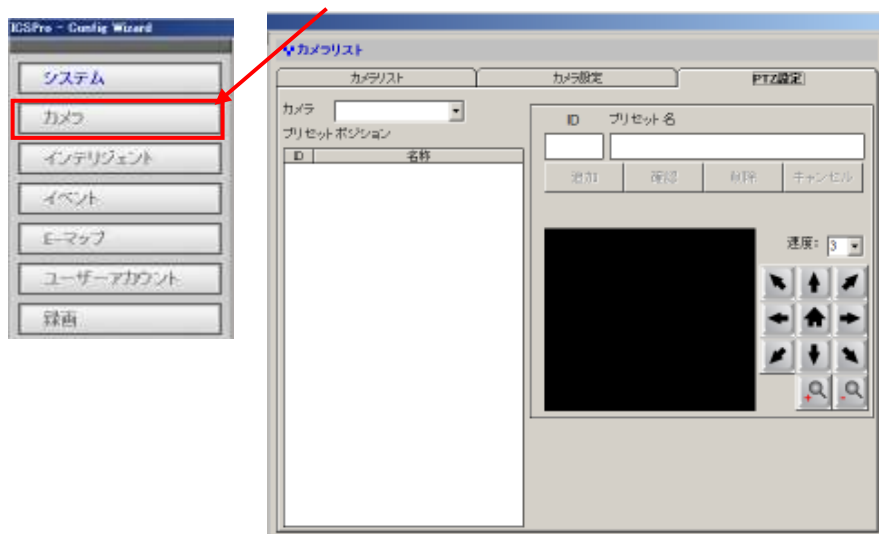 ICSPro - Config Wizard
システム
カメラ
インテリジェント
イベント
E-マップ
ユーザーアカウント
録画
カメラリスト
カメラリスト カメラ設定 PTZ設定
カメラ
プリセットポジション
ID 名称
ID プリセット名
追加 確認 削除 キャンセル
速度: 3